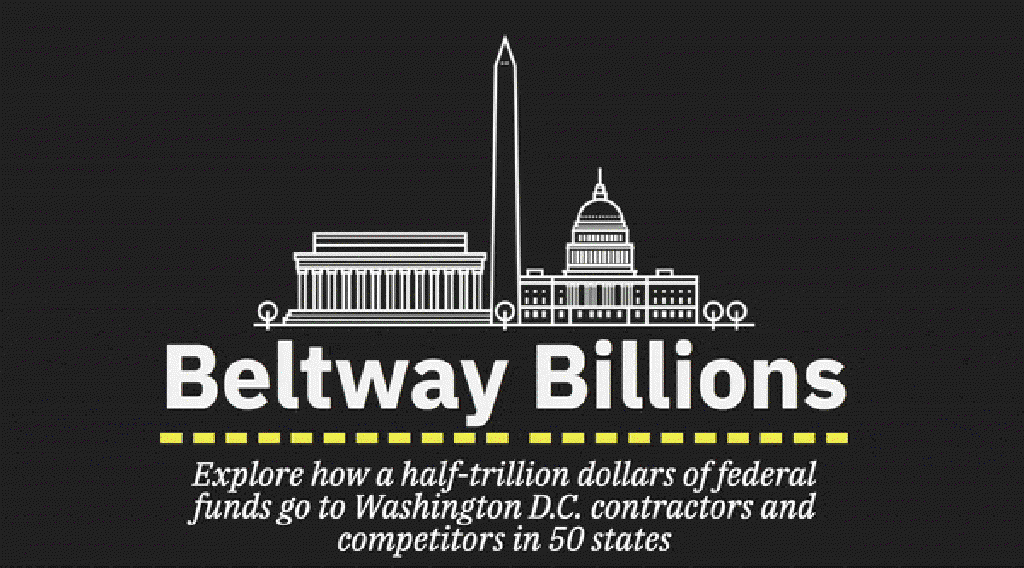 Beltway Billions
Explore how a half-trillion dollars of federal
funds go to Washington D.C. contractors and
competitors in 50 states